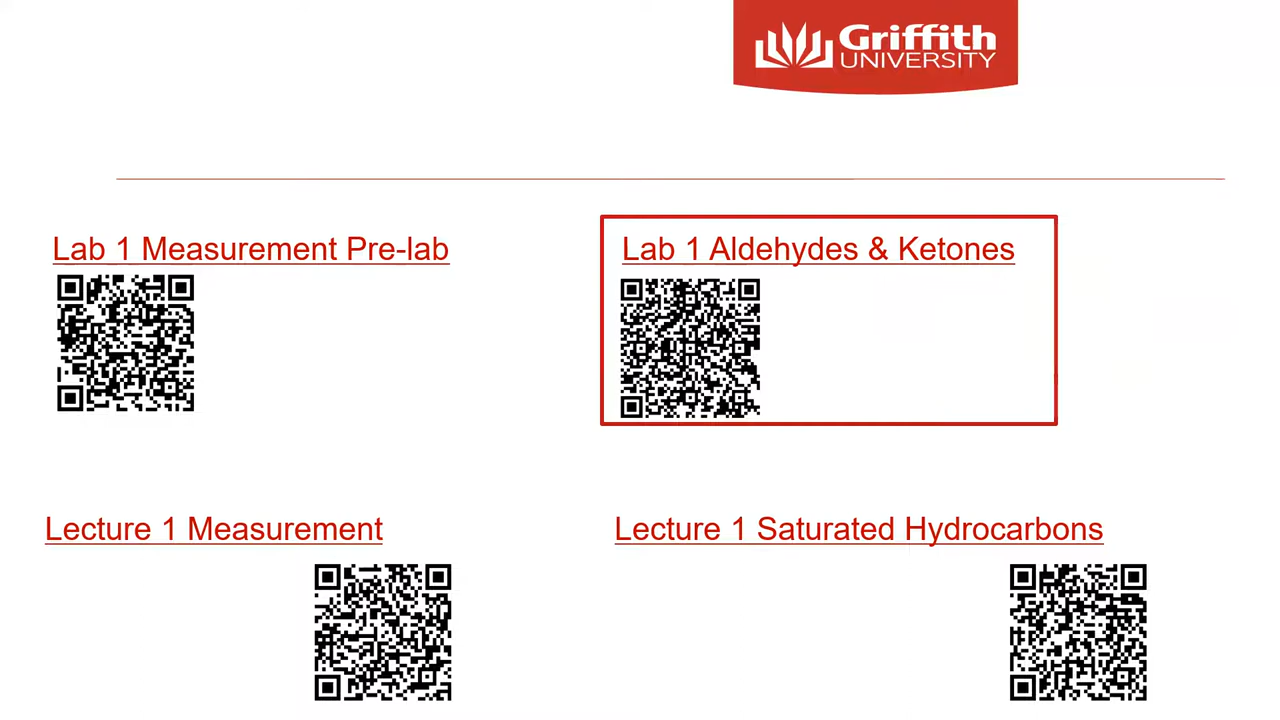 Griffith
UNIVERSITY
Lab 1 Measurement Pre-lab
Lab 1 Aldehydes & Ketones
Lecture 1 Measurement
Lecture 1 Saturated Hydrocarbons